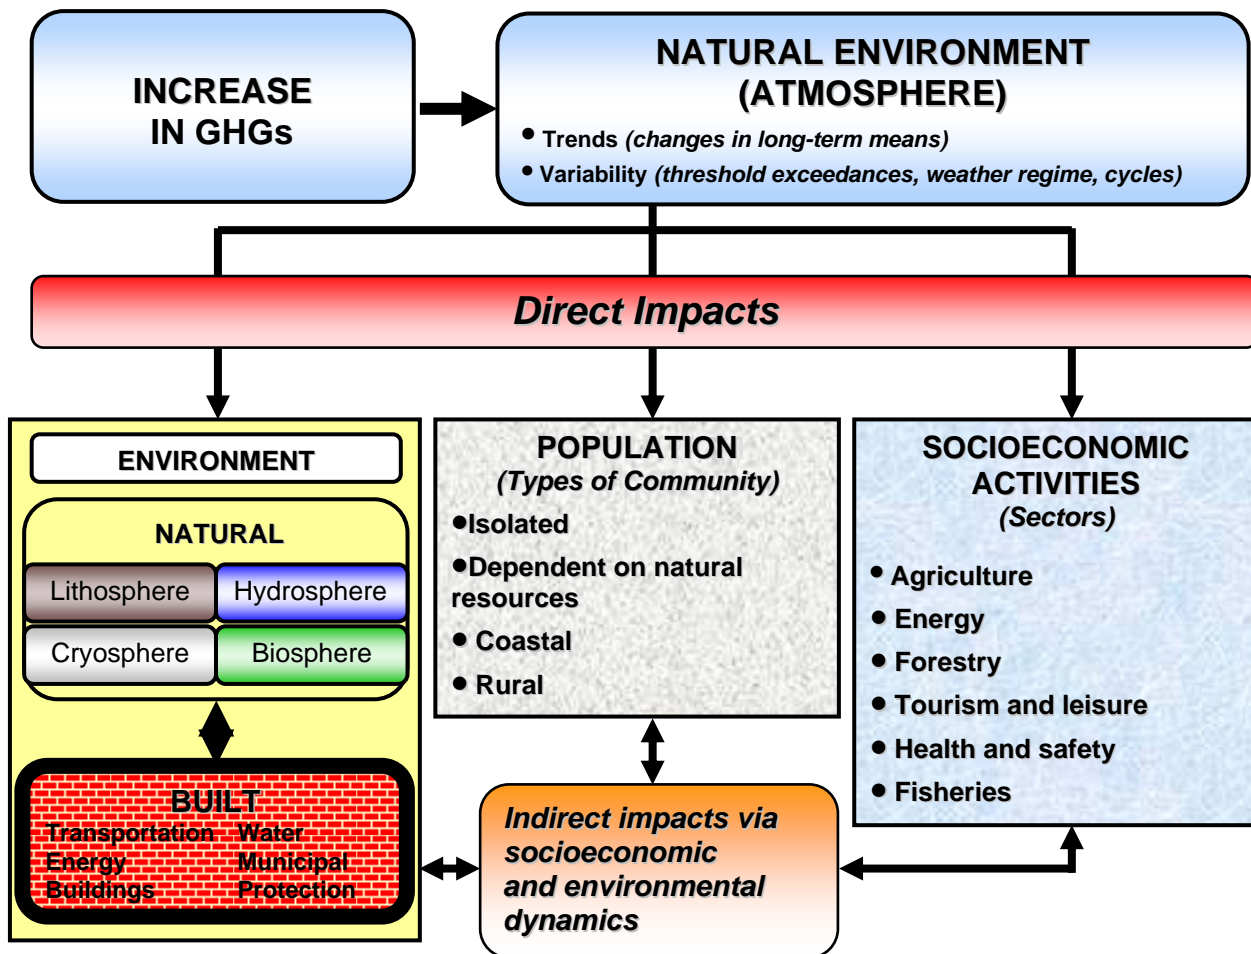 INCREASE
IN GHGs
NATURAL ENVIRONMENT
(ATMOSPHERE)
• Trends (changes in long-term means)
• Variability (threshold exceedances, weather regime, cycles)
Direct Impacts
ENVIRONMENT
NATURAL
Lithosphere Hydrosphere
Cryosphere Biosphere
BUILT
Transportation Water
Energy Municipal
Buildings Protection
POPULATION
(Types of Community)
•Isolated
•Dependent on natural
resources
• Coastal
• Rural
Indirect impacts via
socioeconomic
and environmental
dynamics
SOCIOECONOMIC
ACTIVITIES
(Sectors)
• Agriculture
• Energy
• Forestry
• Tourism and leisure
• Health and safety
• Fisheries